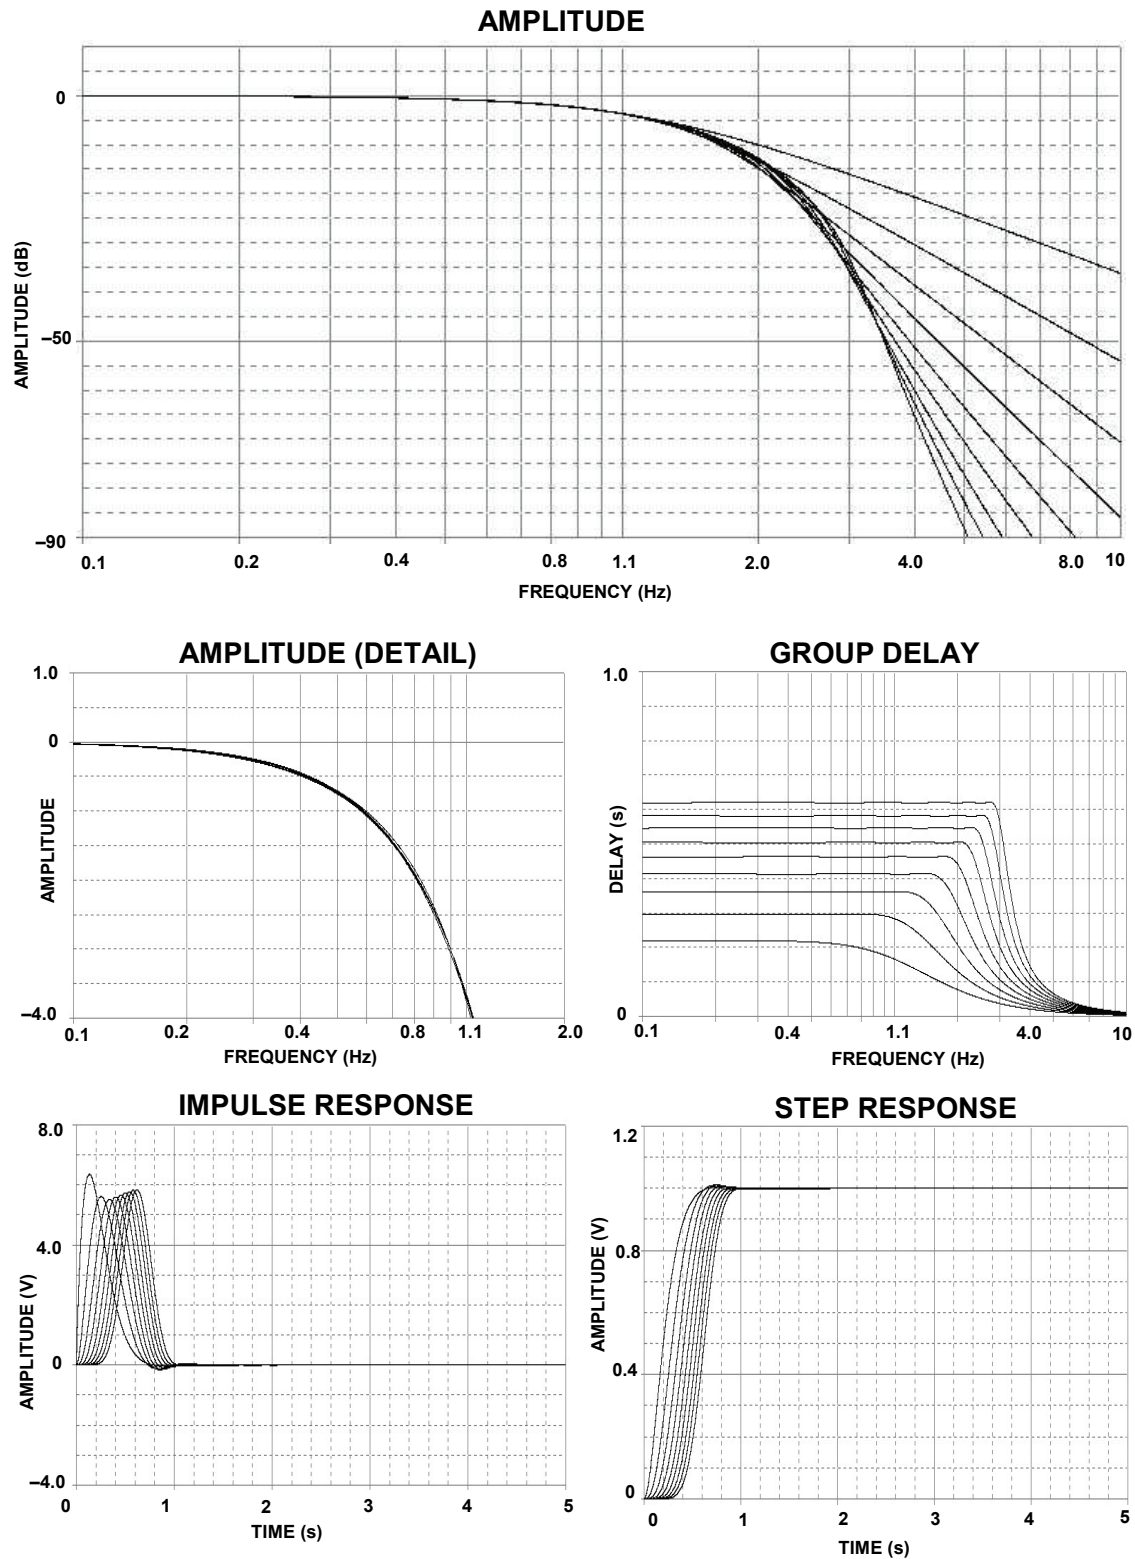 AMPLITUDE
AMPLITUDE (dB)
0
–50
–90
0.1 0.2 0.4 0.8 1.1 2.0 4.0 8.0 10
FREQUENCY (Hz)
AMPLITUDE (DETAIL)
AMPLITUDE
1.0
0
–4.0
0.1 0.2 0.4 0.8 1.1 2.0
FREQUENCY (Hz)
GROUP DELAY
DELAY (s)
1.0
0
0.1 0.4 1.1 4.0 10
FREQUENCY (Hz)
IMPULSE RESPONSE
AMPLITUDE (V)
8.0
4.0
0
–4.0
0 1 2 3 4 5
TIME (s)
STEP RESPONSE
AMPLITUDE (V)
1.2
0.8
0.4
0
0 1 2 3 4 5
TIME (s)